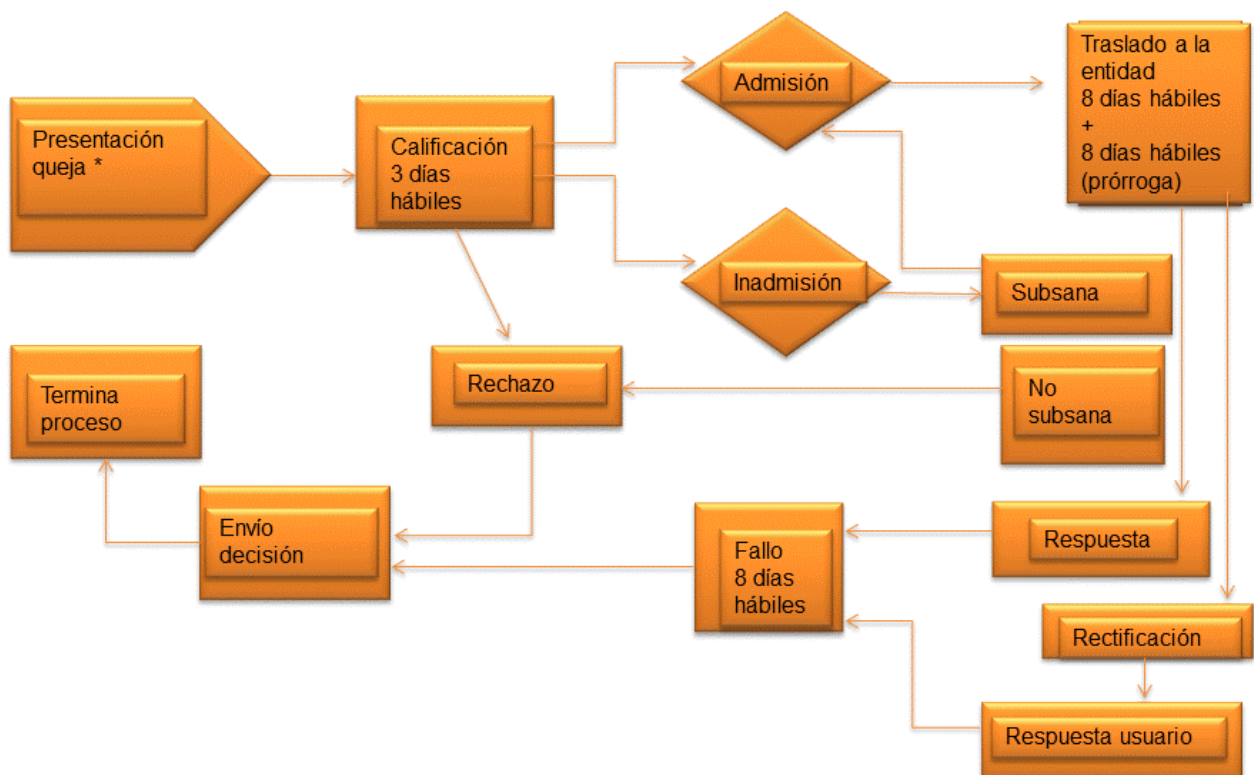 Presentación
queja *
Calificación
3 días
hábiles
Admisión
Traslado a la
entidad
8 días hábiles
+
8 días hábiles
(prórroga)
Inadmisión
Subsana
No
subsana
Rechazo
Termina
proceso
Envío
decisión
Fallo
8 días
hábiles
Respuesta
Rectificación
Respuesta usuario